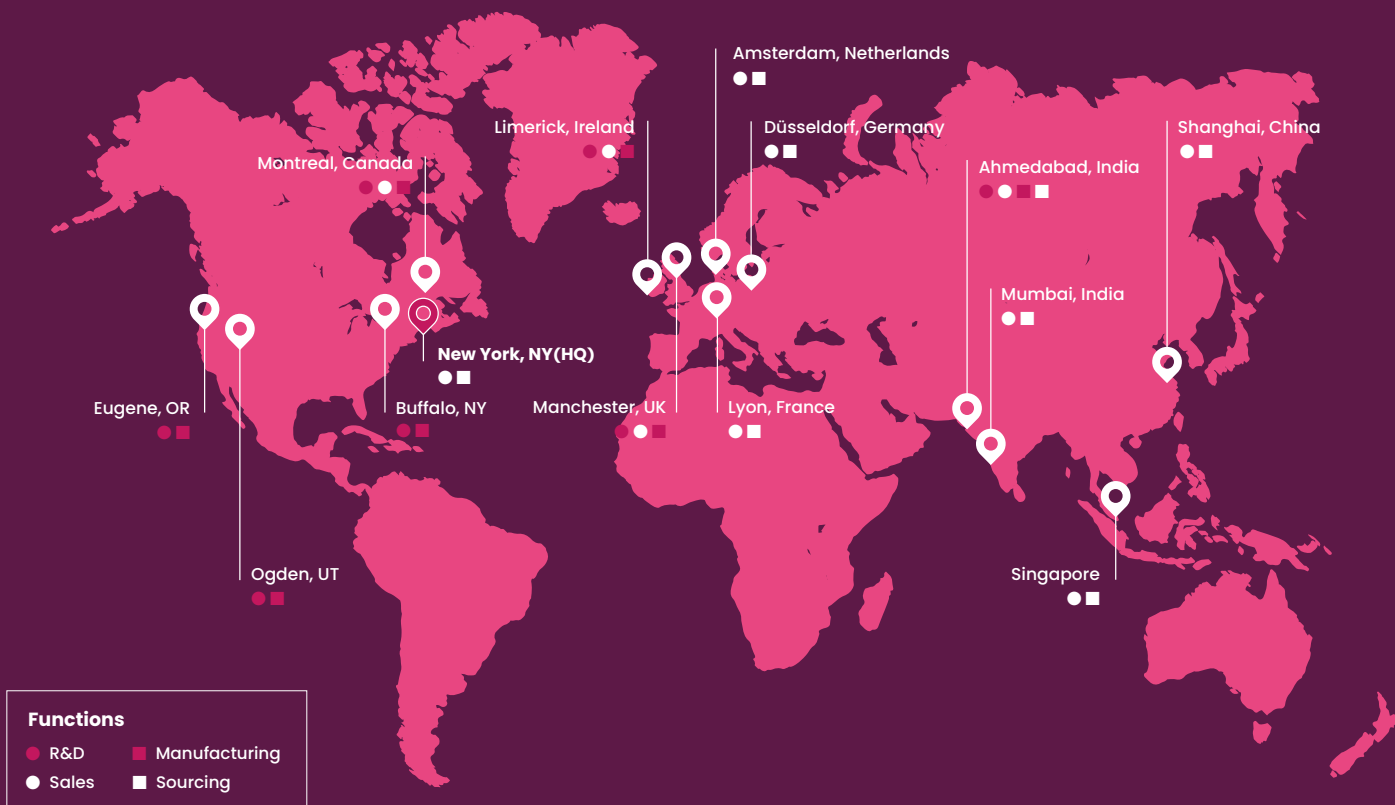 Amsterdam, Netherlands
Limerick, Ireland
Düsseldorf, Germany
Shanghai, China
Montreal, Canada
Ahmedabad, India
Mumbai, India
New York, NY(HQ)
Eugene, OR
Buffalo, NY
Manchester, UK
Lyon, France
Ogden, UT
Singapore
Functions
R&D
Manufacturing
Sales
Sourcing